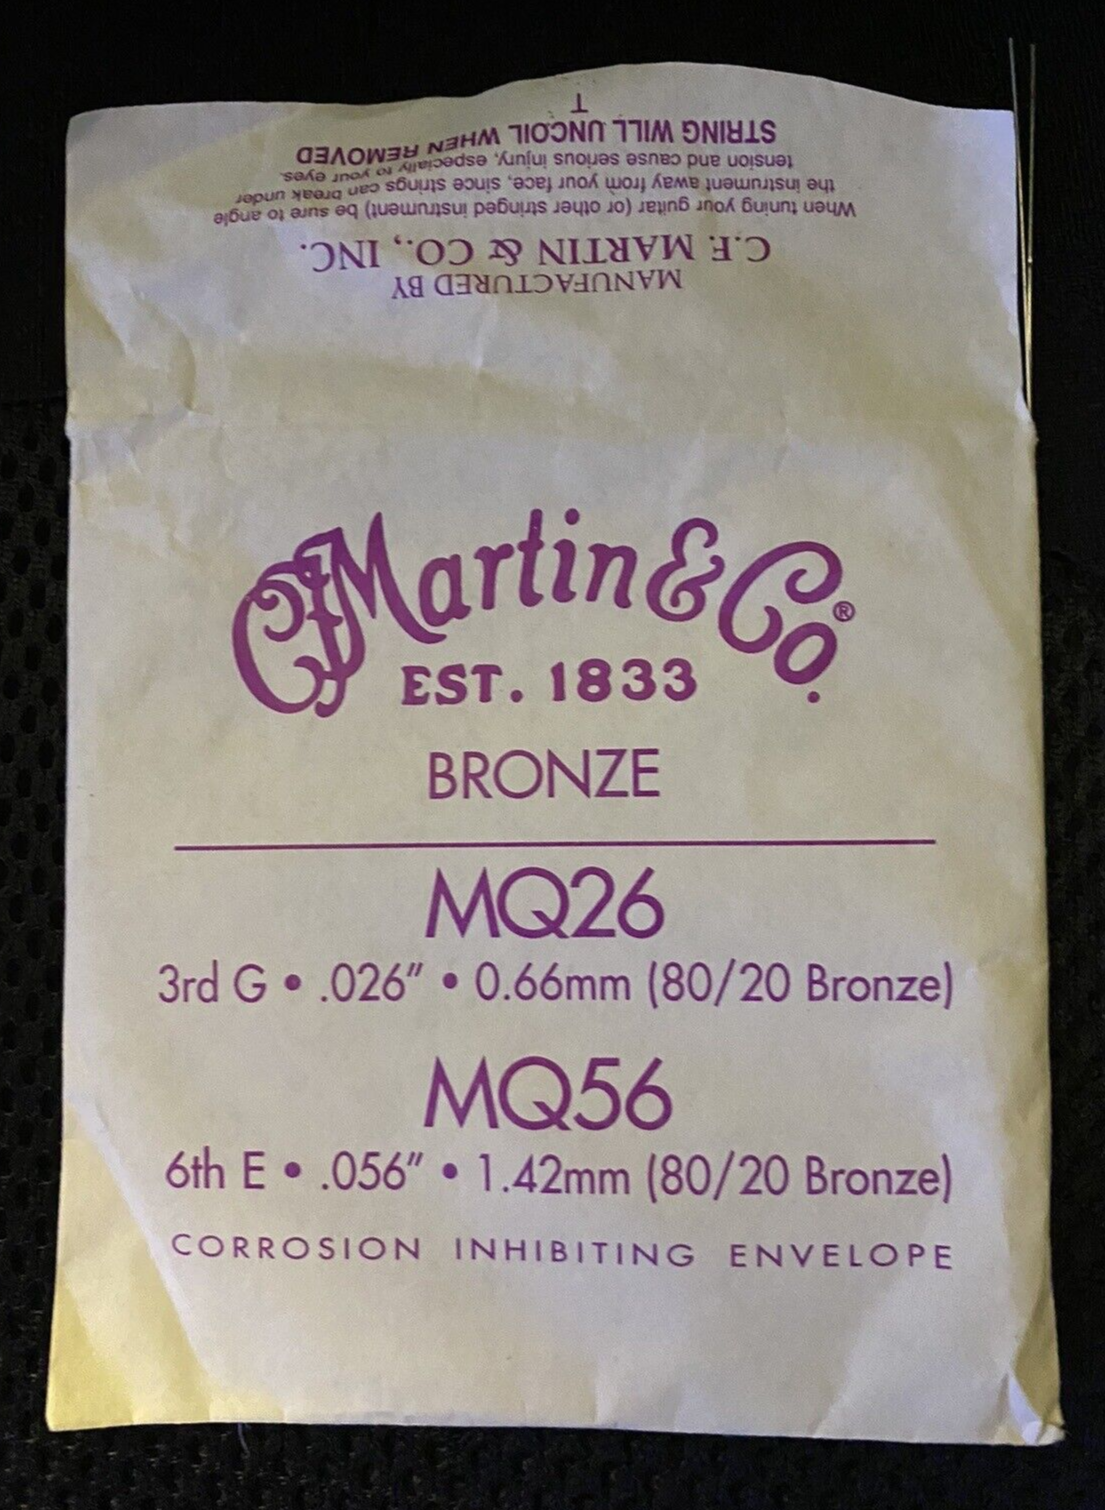 MANUFACTURED BY
C.F. MARTIN & CO., INC.
When tuning your guitar (or other stringed instrument) be sure to angle
the instrument away from your face, since strings can break under
tension and cause serious injury, especially to your eyes.
STRING WILL UNCOIL WHEN REMOVED
CF Martin & Co.®
EST. 1833
BRONZE
MQ26
3rd G • .026″ • 0.66mm (80/20 Bronze)
MQ56
6th E • .056″ • 1.42mm (80/20 Bronze)
CORROSION INHIBITING ENVELOPE